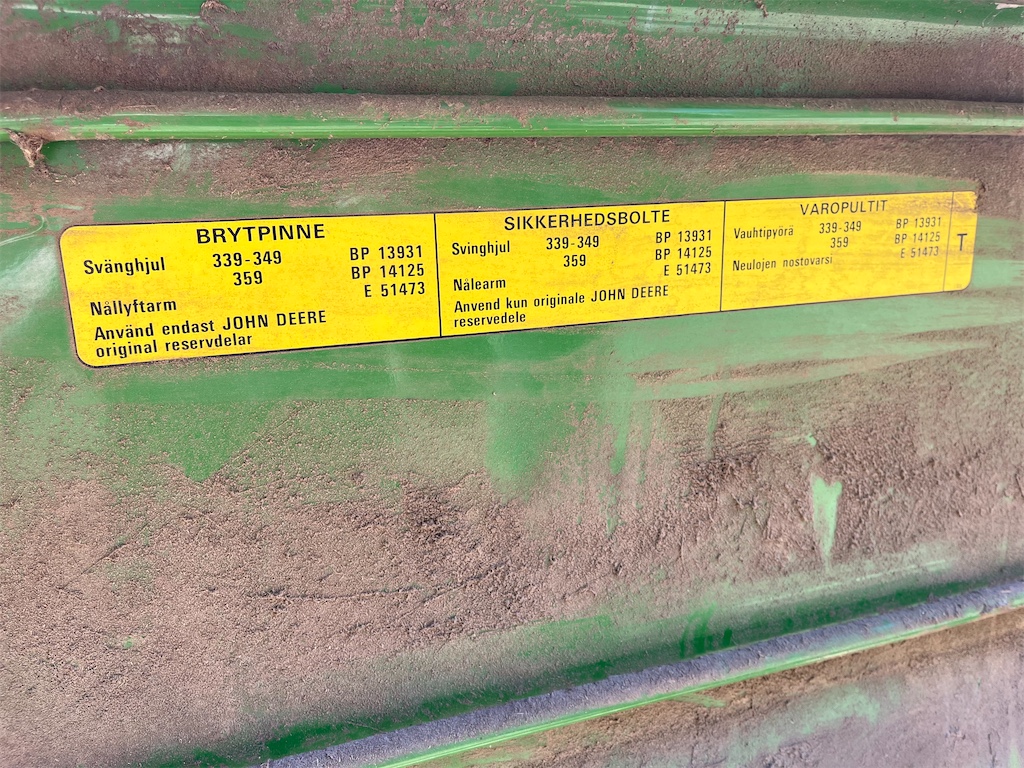 BRYTPINNE
Svänghjul 339-349 BP 13931
359 BP 14125
Nållyftarm E 51473
Använd endast JOHN DEERE
original reservdelar
SIKKERHEDSBOLTE
Svinghjul 339-349 BP 13931
359 BP 14125
Nålearm E 51473
Anvend kun originale JOHN DEERE
reservedele
VAROPULTIT
Vauhtipyörä 339-349 BP 13931
359 BP 14125
Neulojen nostovarsi E 51473
T